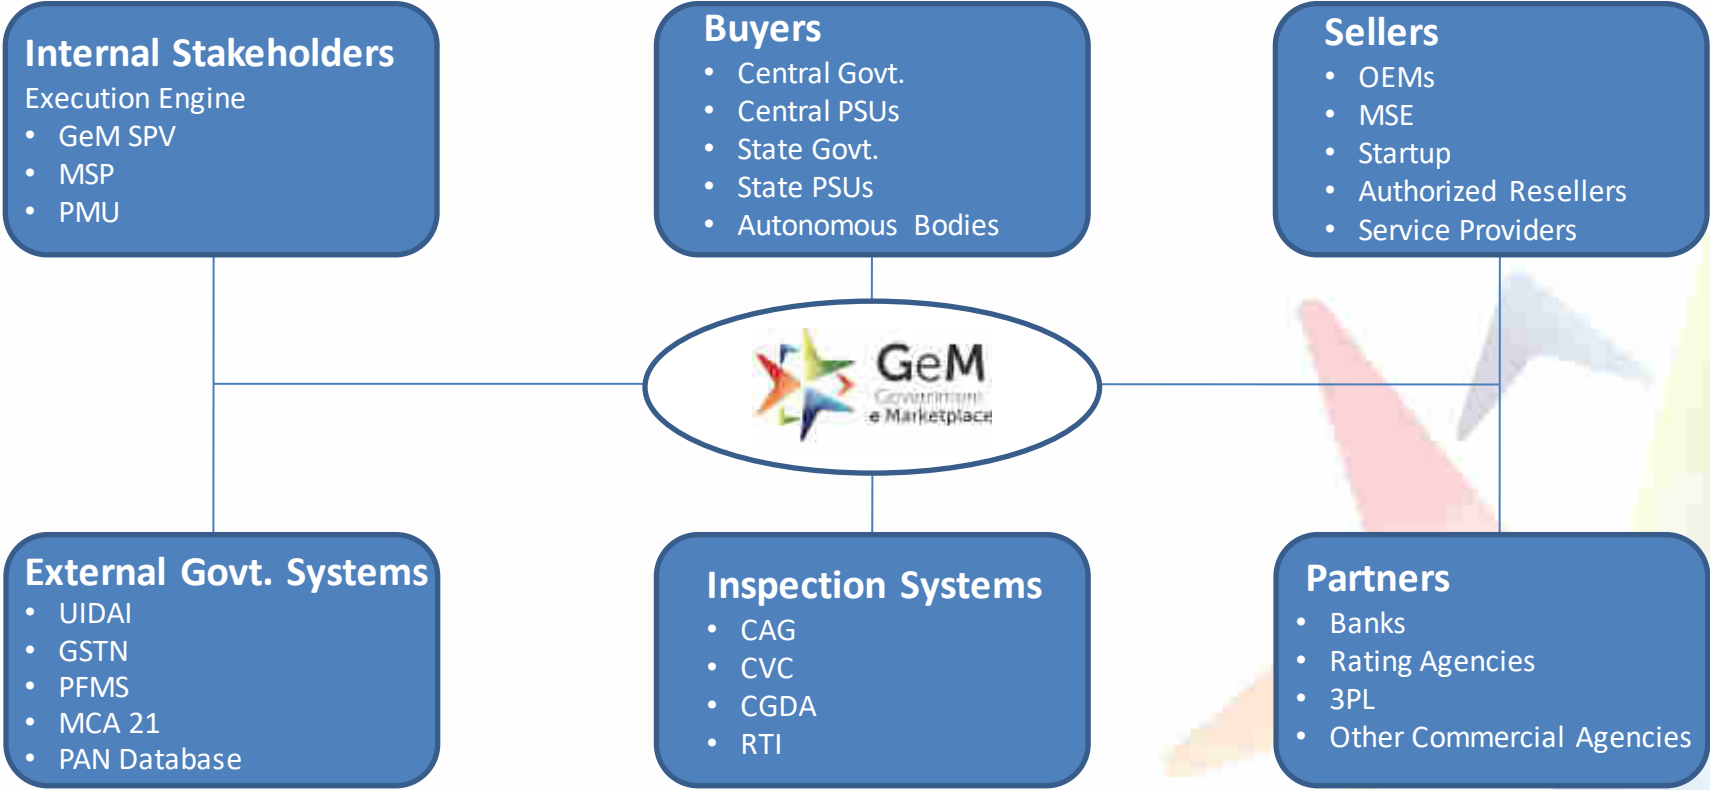 Internal Stakeholders
Execution Engine
• GeM SPV
• MSP
• PMU
Buyers
• Central Govt.
• Central PSUs
• State Govt.
• State PSUs
• Autonomous Bodies
Sellers
• OEMs
• MSE
• Startup
• Authorized Resellers
• Service Providers
GeM
Government
e Marketplace
External Govt. Systems
• UIDAI
• GSTN
• PFMS
• MCA 21
• PAN Database
Inspection Systems
• CAG
• CVC
• CGDA
• RTI
Partners
• Banks
• Rating Agencies
• 3PL
• Other Commercial Agencies